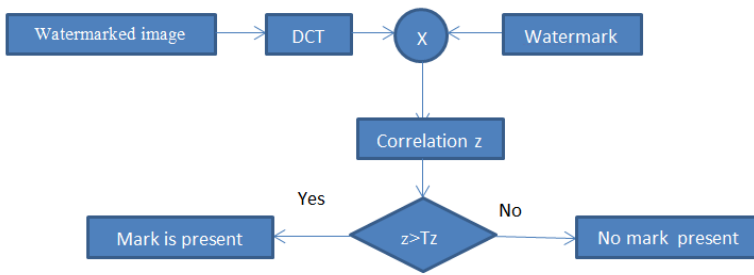 Watermarked image
DCT
X
Watermark
Correlation z
Yes
No
z>Tz
Mark is present
No mark present